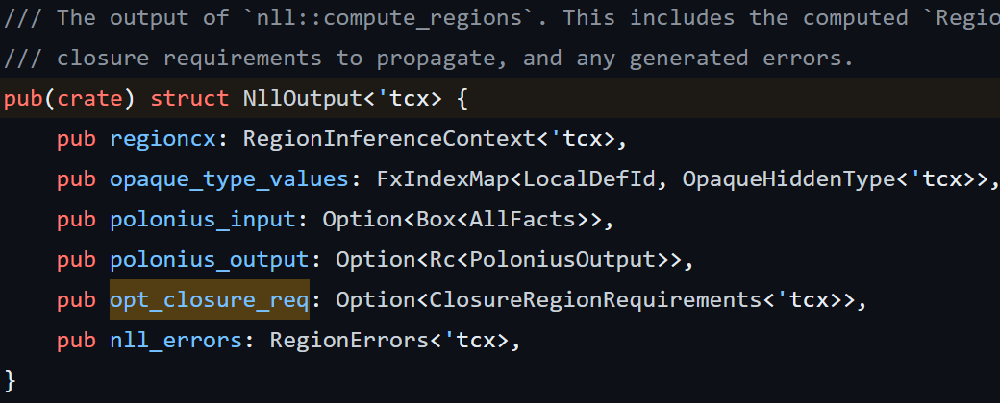 /// The output of `nll::compute_regions`. This includes the computed `Regio
/// closure requirements to propagate, and any generated errors.
pub(crate) struct NllOutput<'tcx> {
    pub regioncx: RegionInferenceContext<'tcx>,
    pub opaque_type_values: FxIndexMap<LocalDefId, OpaqueHiddenType<'tcx>>,
    pub polonius_input: Option<Box<AllFacts>>,
    pub polonius_output: Option<Rc<PoloniusOutput>>,
    pub opt_closure_req: Option<ClosureRegionRequirements<'tcx>>,
    pub nll_errors: RegionErrors<'tcx>,
}